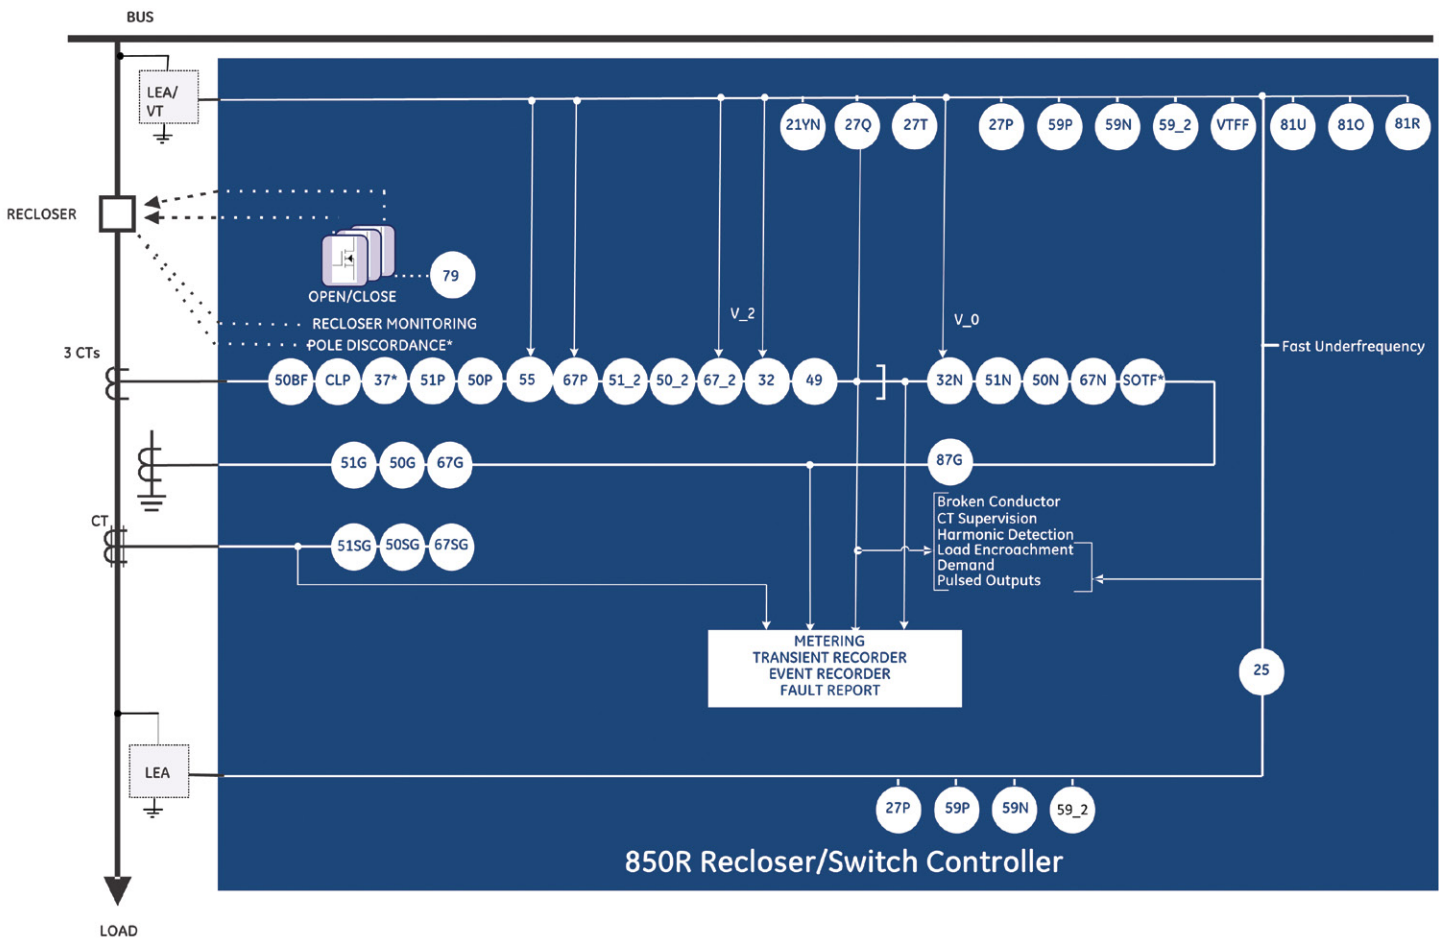 BUS
LEA/
VT
21YN 27Q 27T 27P 59P 59N 59_2 VTFF 81U 81O 81R
RECLOSER
79
OPEN/CLOSE
RECLOSER MONITORING
POLE DISCORDANCE*
V_2
V_0
Fast Underfrequency
3 CTs
50BF CLP 37* 51P 50P 55 67P 51_2 50_2 67_2 32 49 32N 51N 50N 67N SOTF*
51G 50G 67G 87G
Broken Conductor
CT Supervision
Harmonic Detection
Load Encroachment
Demand
Pulsed Outputs
CT
51SG 50SG 67SG
METERING
TRANSIENT RECORDER
EVENT RECORDER
FAULT REPORT
25
LEA
27P 59P 59N 59_2
850R Recloser/Switch Controller
LOAD